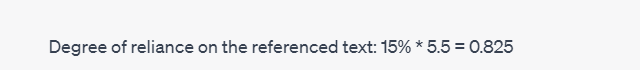 Degree of reliance on the referenced text: 15% * 5.5 = 0.825